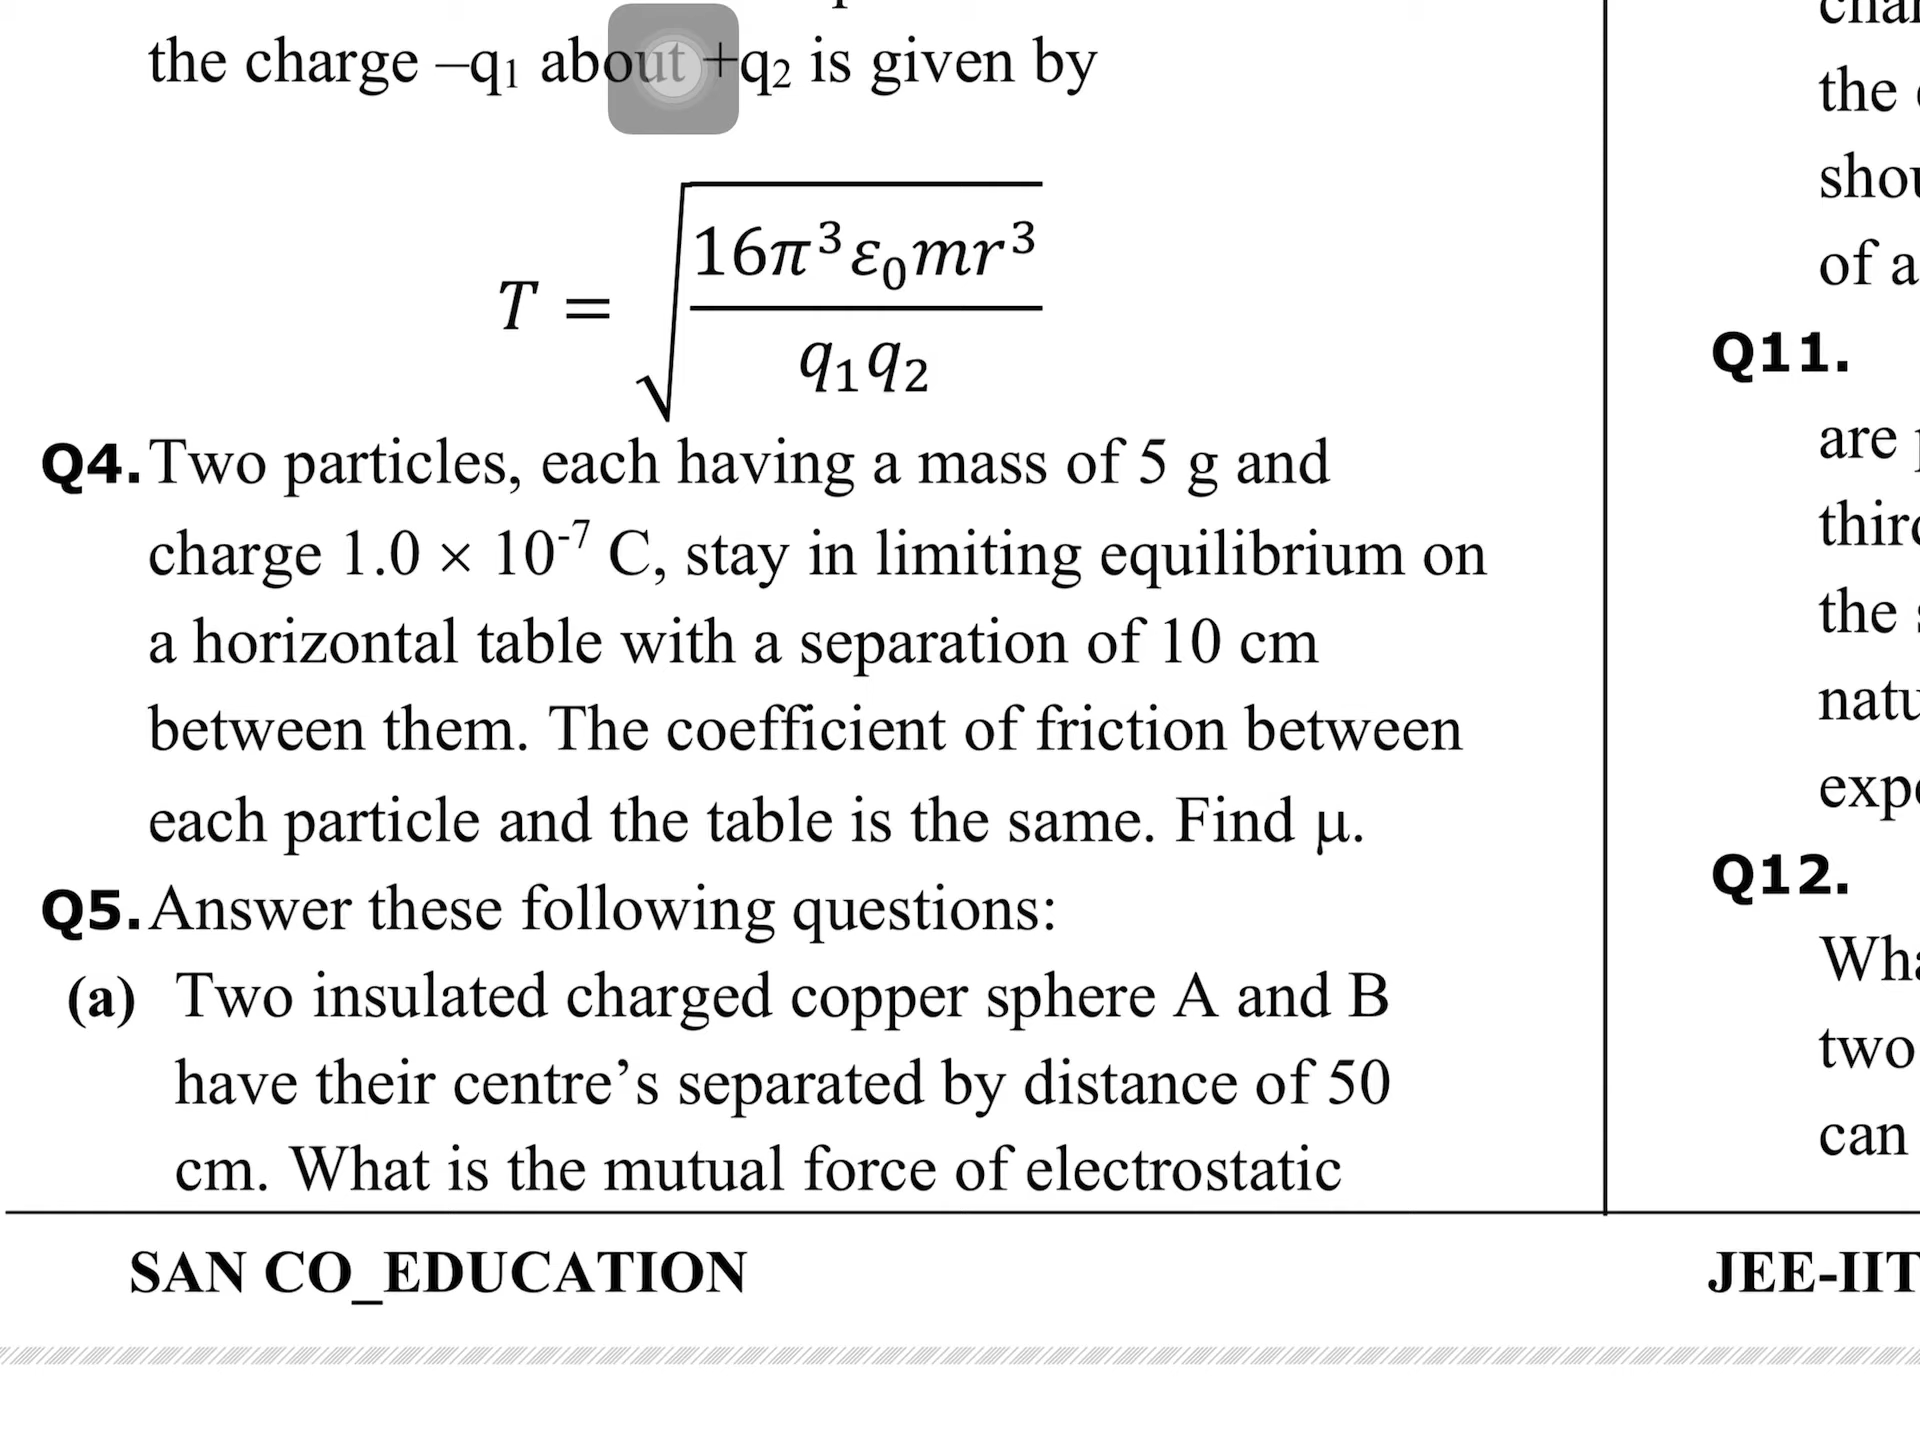 the charge –q1 about +q2 is given by
T = √(16π³ε₀mr³ / q₁q₂)
Q4. Two particles, each having a mass of 5 g and
charge 1.0 × 10⁻⁷ C, stay in limiting equilibrium on
a horizontal table with a separation of 10 cm
between them. The coefficient of friction between
each particle and the table is the same. Find μ.
Q5. Answer these following questions:
(a) Two insulated charged copper sphere A and B
have their centre’s separated by distance of 50
cm. What is the mutual force of electrostatic
SAN CO_EDUCATION
the
of a
Q11.
are
the
Q12.
two
can
JEE-IIT